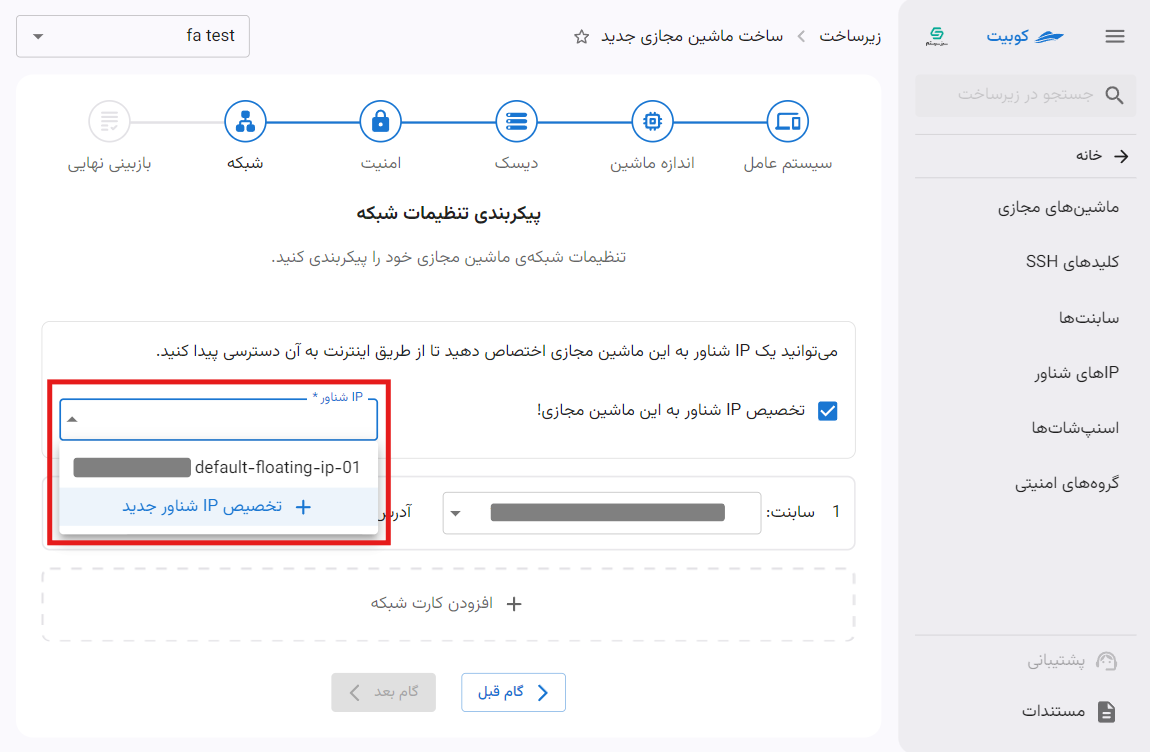 کوبیت
جستجو در زیرساخت
خانه
ماشین‌های مجازی
کلیدهای SSH
سابنت‌ها
IPهای شناور
اسنپ‌شات‌ها
گروه‌های امنیتی
پشتیبانی
مستندات
زیرساخت
ساخت ماشین مجازی جدید
fa test
سیستم عامل
اندازه ماشین
دیسک
امنیت
شبکه
بازبینی نهایی
پیکربندی تنظیمات شبکه
تنظیمات شبکه‌ی ماشین مجازی خود را پیکربندی کنید.
می‌توانید یک IP شناور به این ماشین مجازی اختصاص دهید تا از طریق اینترنت به آن دسترسی پیدا کنید.
تخصیص IP شناور به این ماشین مجازی!
IP شناور *
default-floating-ip-01
تخصیص IP شناور جدید
1 سابنت:
آدرس
افزودن کارت شبکه
گام قبل
گام بعد